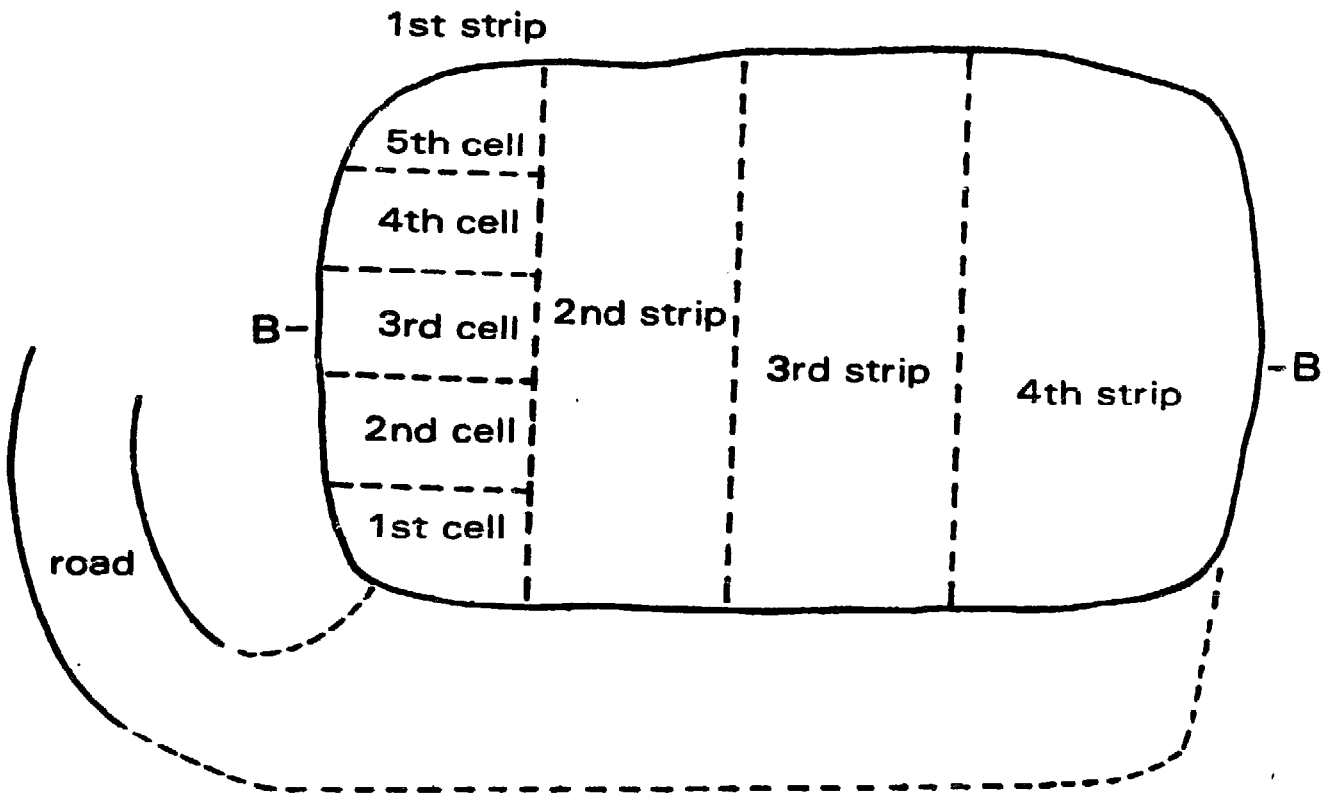 1st strip
5th cell
4th cell
3rd cell
2nd cell
1st cell
2nd strip
3rd strip
4th strip
B
B
road